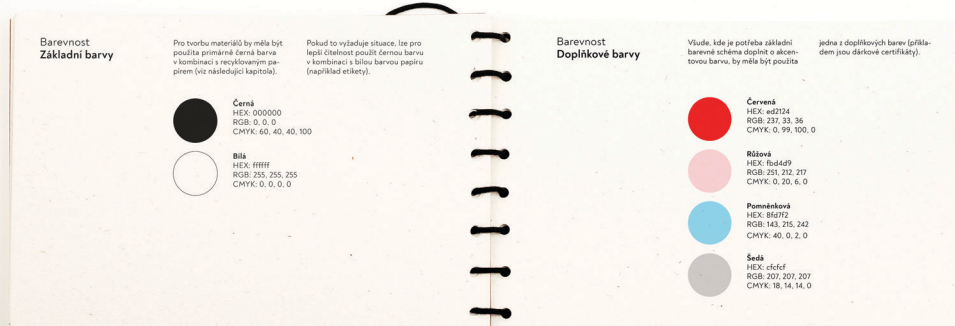 Barevnost
Základní barvy
Pro tvorbu materiálů by měla být
použita primárně černá barva
v kombinaci s recyklovaným pa-
pírem (viz následující kapitola).
Pokud to vyžaduje situace, lze pro
lepší čitelnost použít černou barvu
v kombinaci s bílou barvou papíru
(například etikety).
Černá
HEX: 000000
RGB: 0, 0, 0
CMYK: 60, 40, 40, 100
Bílá
HEX: ffffff
RGB: 255, 255, 255
CMYK: 0, 0, 0, 0
Barevnost
Doplňkové barvy
Všude, kde je potřeba základní
barevné schéma doplnit o akcen-
tovou barvu, by měla být použita
jedna z doplňkových barev (příkla-
dem jsou dárkové certifikáty).
Červená
HEX: ed2124
RGB: 237, 33, 36
CMYK: 0, 99, 100, 0
Růžová
HEX: fbd4d9
RGB: 251, 212, 217
CMYK: 0, 20, 6, 0
Pomněnková
HEX: 8fd7f2
RGB: 143, 215, 242
CMYK: 40, 0, 2, 0
Šedá
HEX: cfcfcf
RGB: 207, 207, 207
CMYK: 18, 14, 14, 0